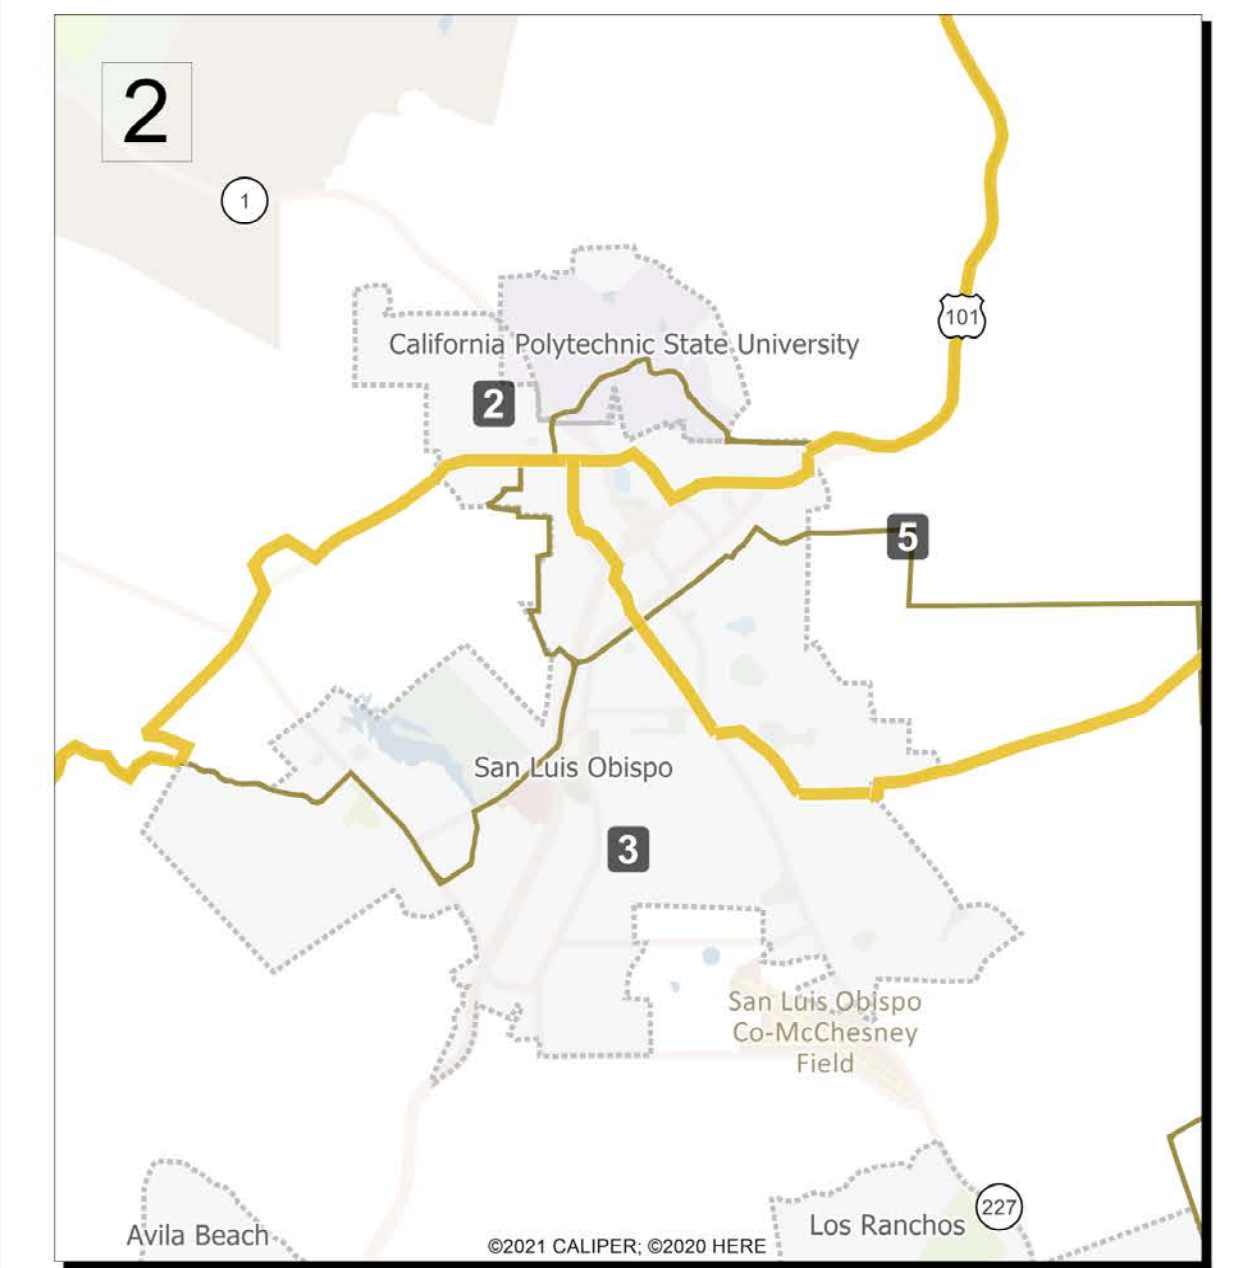 2
1
101
California Polytechnic State University
2
5
San Luis Obispo
3
San Luis Obispo
Co-McChesney
Field
227
Los Ranchos
Avila Beach
©2021 CALIPER; ©2020 HERE